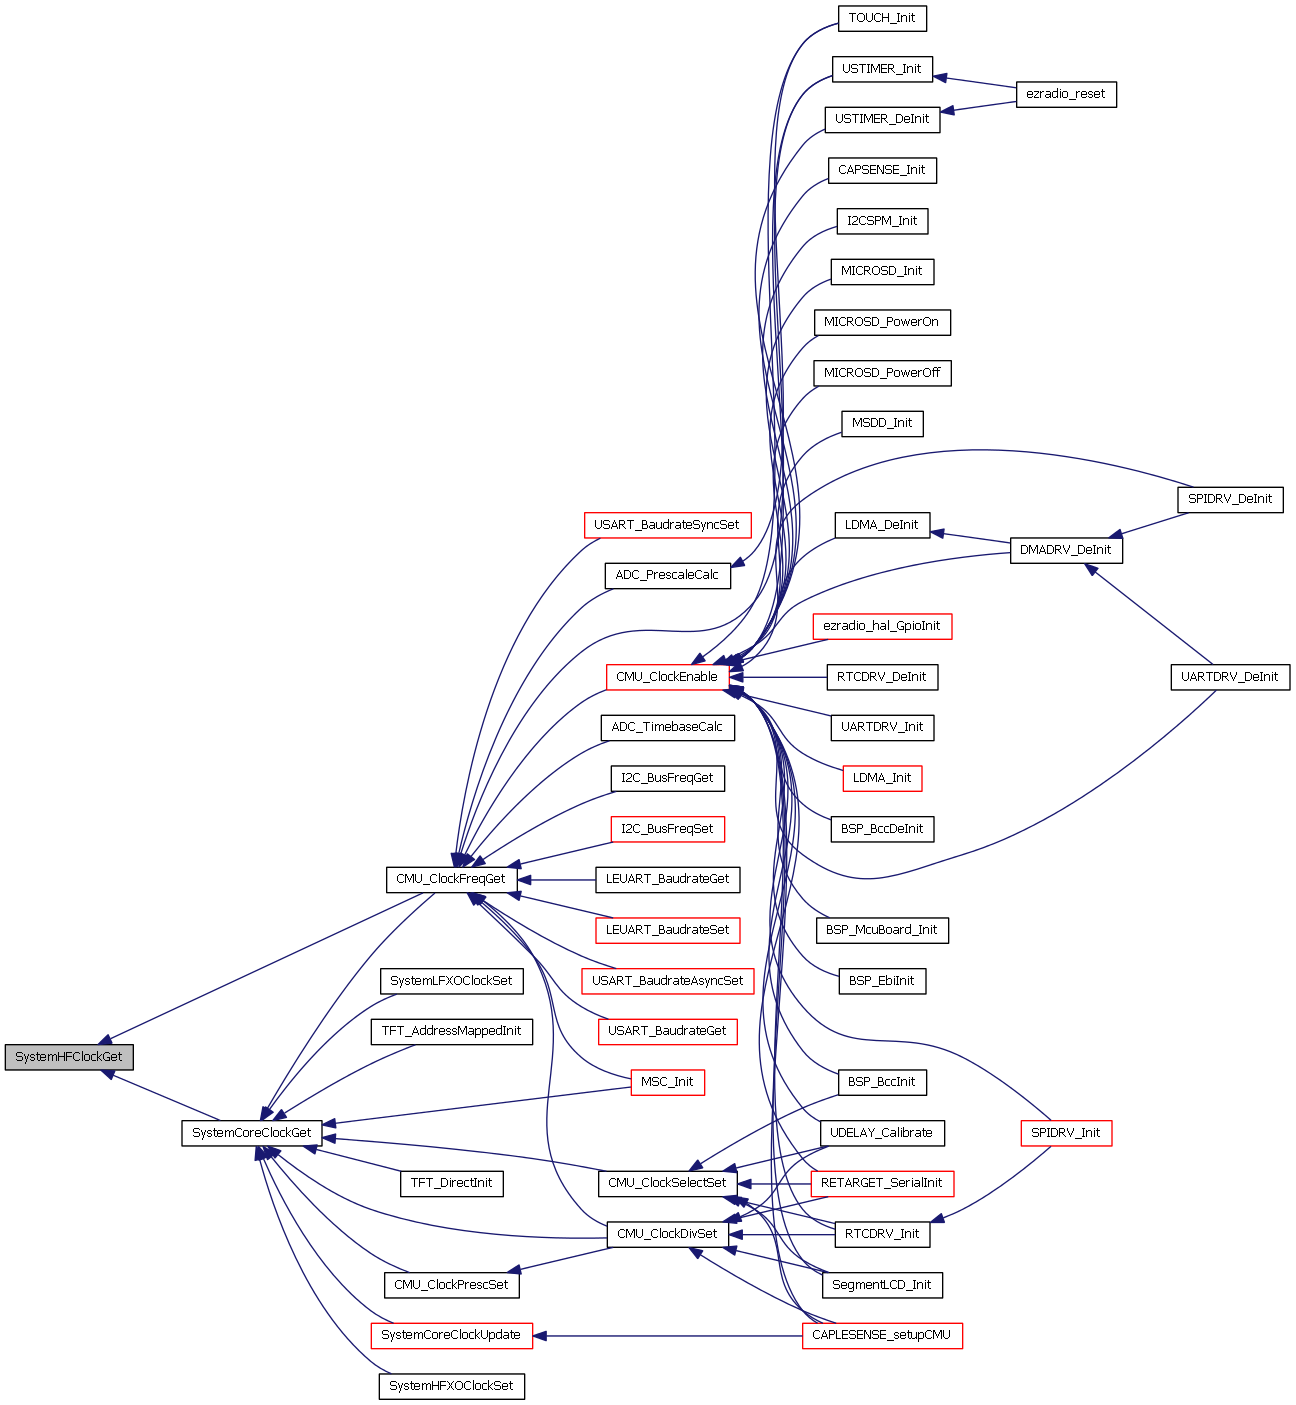 TOUCH_Init
USTIMER_Init
ezradio_reset
USTIMER_DeInit
CAPSENSE_Init
I2CSPM_Init
MICROSD_Init
MICROSD_PowerOn
MICROSD_PowerOff
MSDD_Init
SPIDRV_DeInit
USART_BaudrateSyncSet
LDMA_DeInit
DMADRV_DeInit
ADC_PrescaleCalc
ezradio_hal_GpioInit
CMU_ClockEnable
RTCDRV_DeInit
UARTDRV_DeInit
ADC_TimebaseCalc
UARTDRV_Init
I2C_BusFreqGet
LDMA_Init
I2C_BusFreqSet
BSP_BccDeInit
CMU_ClockFreqGet
LEUART_BaudrateGet
LEUART_BaudrateSet
BSP_McuBoard_Init
SystemLFXOClockSet
USART_BaudrateAsyncSet
BSP_EbiInit
TFT_AddressMappedInit
USART_BaudrateGet
SystemHFClockGet
MSC_Init
BSP_BccInit
SystemCoreClockGet
UDELAY_Calibrate
SPIDRV_Init
TFT_DirectInit
CMU_ClockSelectSet
RETARGET_SerialInit
CMU_ClockDivSet
RTCDRV_Init
CMU_ClockPrescSet
SegmentLCD_Init
SystemCoreClockUpdate
CAPLESENSE_setupCMU
SystemHFXOClockSet